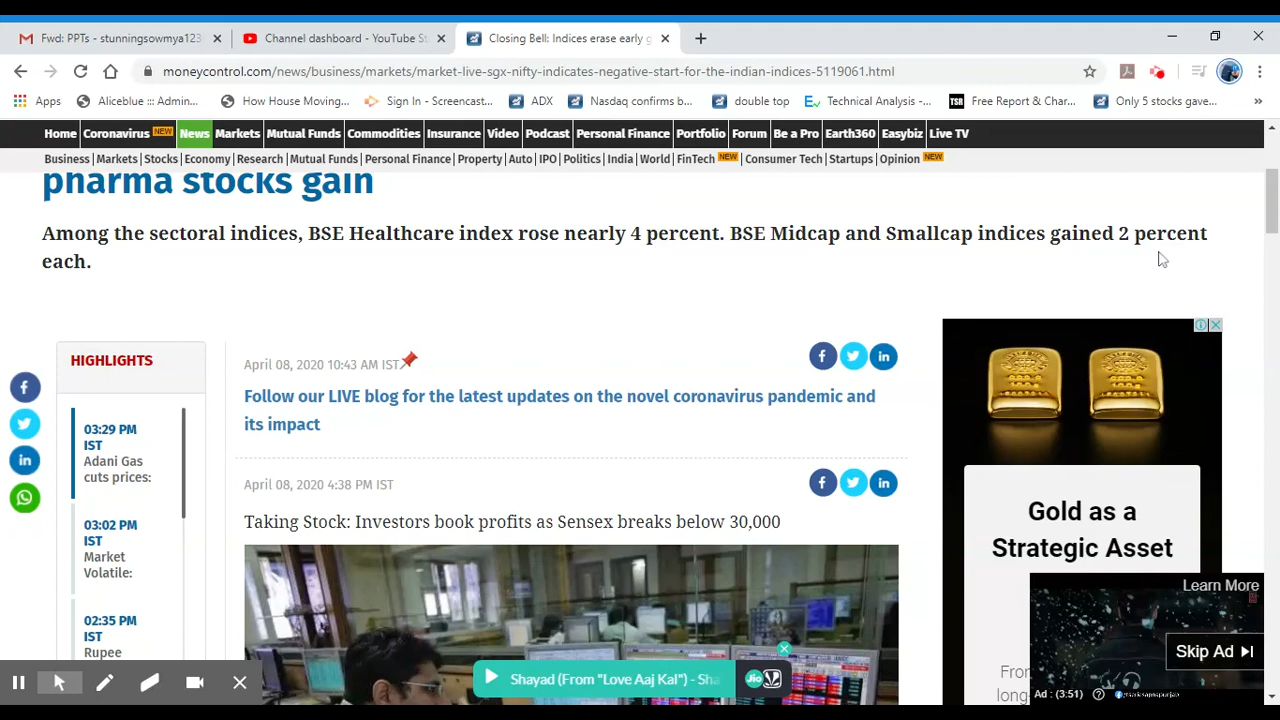 Fwd: PPTs - stunningsowmya123
Channel dashboard - YouTube St
Closing Bell: Indices erase early g
moneycontrol.com/news/business/markets/market-live-sgx-nifty-indicates-negative-start-for-the-indian-indices-5119061.html
Apps
Aliceblue ::: Admin...
How House Moving...
Sign In - Screencast...
ADX
Nasdaq confirms b...
double top
Technical Analysis -...
TSR Free Report & Char...
Only 5 stocks gave...
Home Coronavirus NEW News Markets Mutual Funds Commodities Insurance Video Podcast Personal Finance Portfolio Forum Be a Pro Earth360 Easybiz Live TV
Business | Markets | Stocks | Economy | Research | Mutual Funds | Personal Finance | Property | Auto | IPO | Politics | India | World | FinTech NEW | Consumer Tech | Startups | Opinion NEW
pharma stocks gain
Among the sectoral indices, BSE Healthcare index rose nearly 4 percent. BSE Midcap and Smallcap indices gained 2 percent
each.
HIGHLIGHTS
03:29 PM
IST
Adani Gas
cuts prices:
03:02 PM
IST
Market
Volatile:
02:35 PM
IST
Rupee
April 08, 2020 10:43 AM IST
Follow our LIVE blog for the latest updates on the novel coronavirus pandemic and
its impact
April 08, 2020 4:38 PM IST
Taking Stock: Investors book profits as Sensex breaks below 30,000
Gold as a
Strategic Asset
From
long-
Learn More
Skip Ad
Ad : (3:51)
Shayad (From "Love Aaj Kal") - Sha
Jio